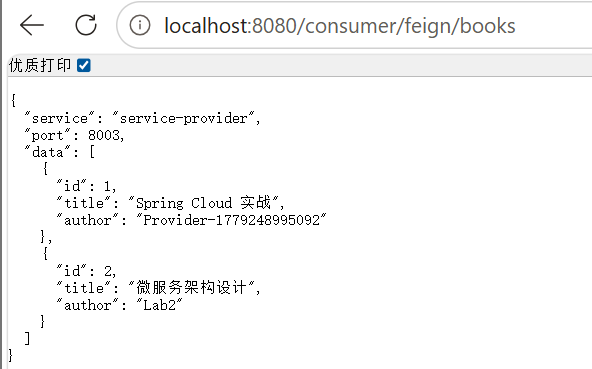 localhost:8080/consumer/feign/books
优质打印
{
  "service": "service-provider",
  "port": 8003,
  "data": [
    {
      "id": 1,
      "title": "Spring Cloud 实战",
      "author": "Provider-1779248995092"
    },
    {
      "id": 2,
      "title": "微服务架构设计",
      "author": "Lab2"
    }
  ]
}